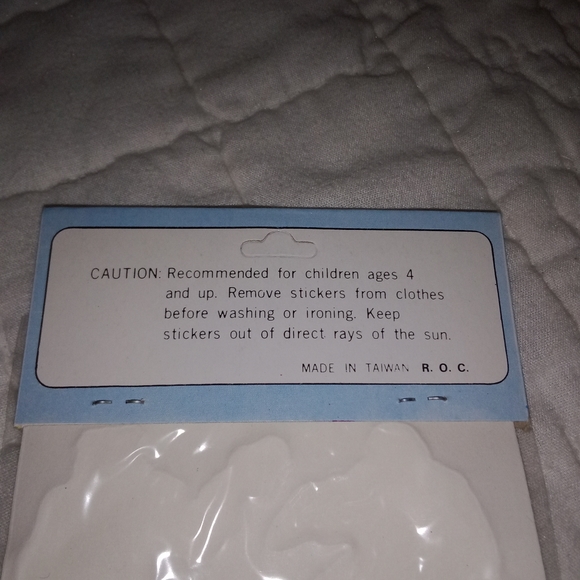 CAUTION: Recommended for children ages 4
and up. Remove stickers from clothes
before washing or ironing. Keep
stickers out of direct rays of the sun.
MADE IN TAIWAN R. O. C.